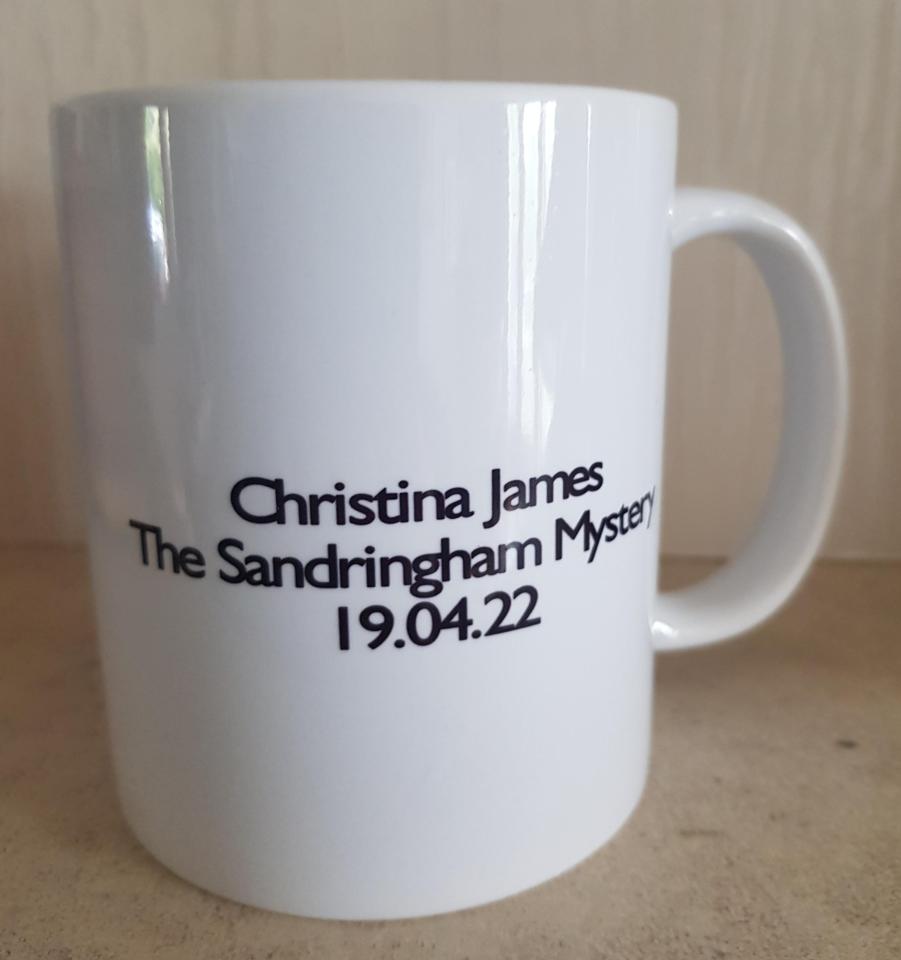 Christina James
The Sandringham Mystery
19.04.22